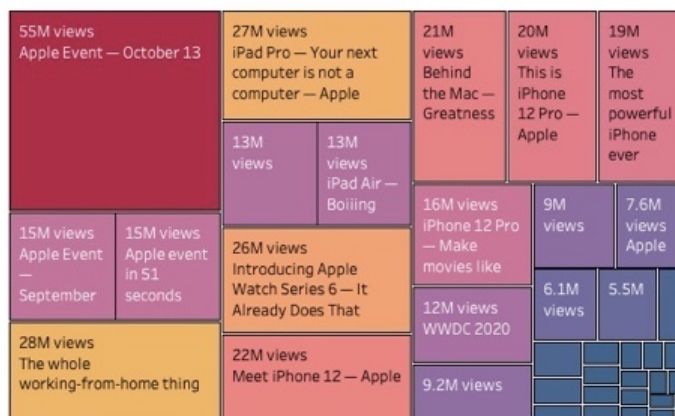 55M views
Apple Event — October 13
15M views
Apple Event
—
September
15M views
Apple event
in 51
seconds
28M views
The whole
working-from-home thing
27M views
iPad Pro — Your next
computer is not a
computer — Apple
13M
views
13M
views
iPad Air —
Boiiing
26M views
Introducing Apple
Watch Series 6 — It
Already Does That
22M views
Meet iPhone 12 — Apple
21M
views
Behind
the Mac —
Greatness
20M
views
This is
iPhone
12 Pro —
Apple
19M
views
The
most
powerful
iPhone
ever
16M views
iPhone 12 Pro
— Make
movies like
12M views
WWDC 2020
9.2M views
9M
views
7.6M
views
Apple
6.1M
views
5.5M